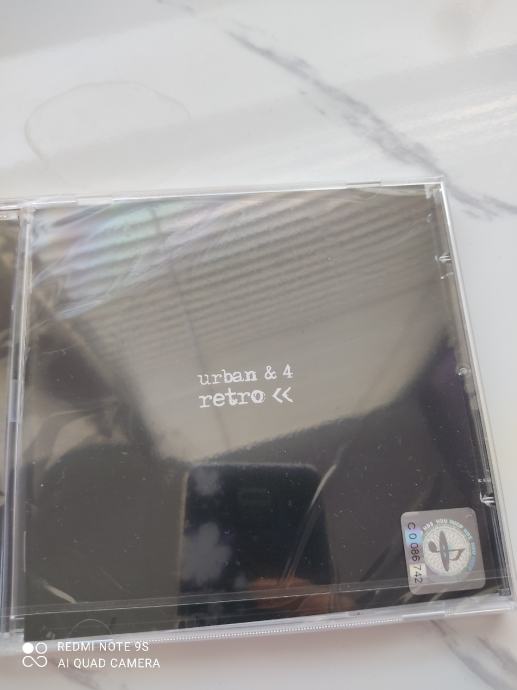 urban & 4
retro <<
C 0 086 742
REDMI NOTE 9S
AI QUAD CAMERA